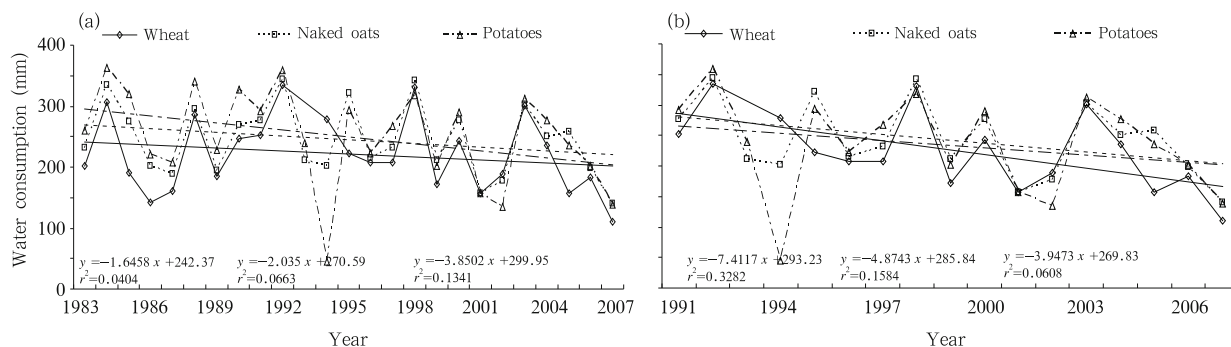 (a)
Wheat Naked oats Potatoes
Water consumption (mm)
400
300
200
100
0
y =−1.6458 x +242.37
r²=0.0404
y =−2.035 x +270.59
r²=0.0663
y =−3.8502 x +299.95
r²=0.1341
1983 1986 1989 1992 1995 1998 2001 2004 2007
Year
(b)
Wheat Naked oats Potatoes
y =−7.4117 x +293.23
r²=0.3282
y =−4.8743 x +285.84
r²=0.1584
y =−3.9473 x +269.83
r²=0.0608
1991 1994 1997 2000 2003 2006
Year